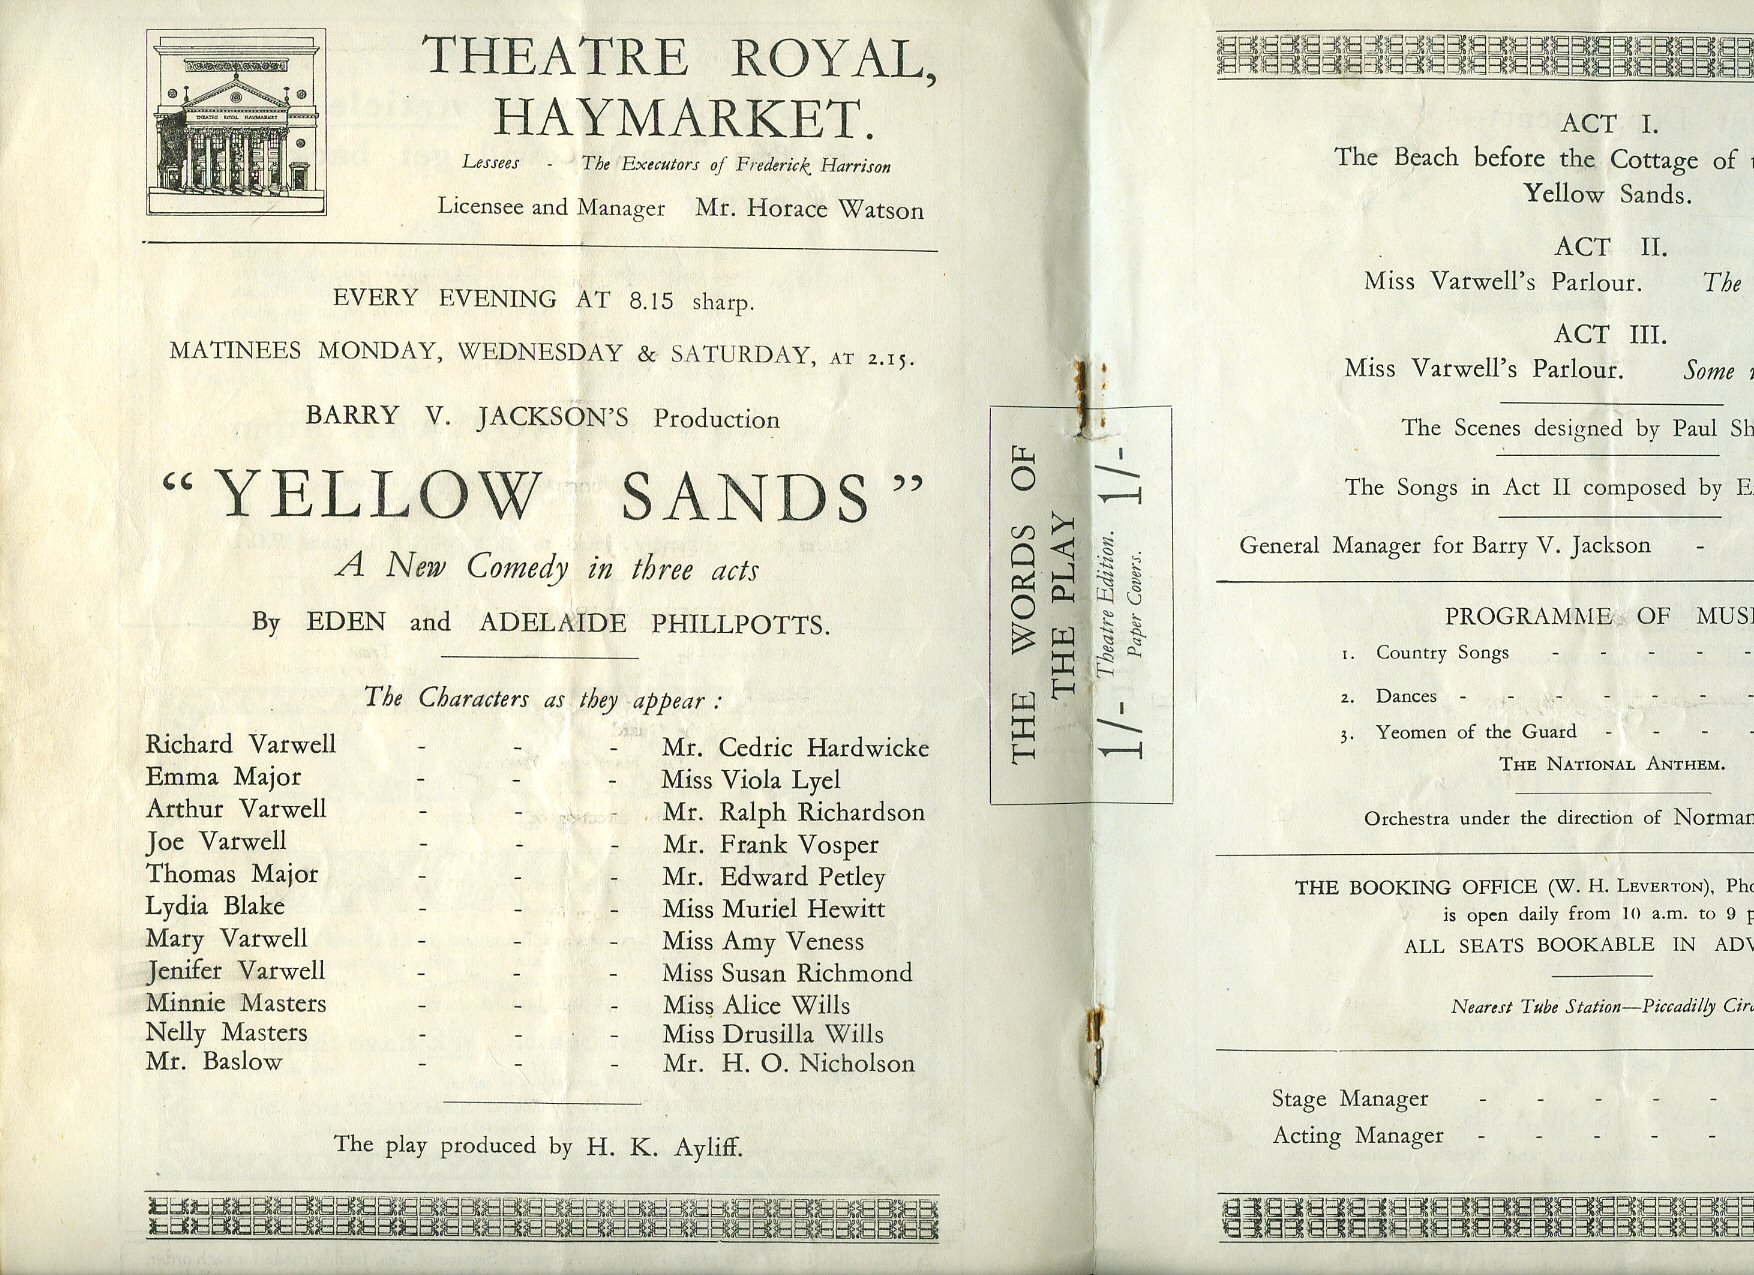 THEATRE ROYAL HAYMARKET
THEATRE ROYAL,
HAYMARKET.
Lessees - The Executors of Frederick Harrison
Licensee and Manager Mr. Horace Watson
EVERY EVENING AT 8.15 sharp.
MATINEES MONDAY, WEDNESDAY & SATURDAY, AT 2.15.
BARRY V. JACKSON'S Production
"YELLOW SANDS"
A New Comedy in three acts
By EDEN and ADELAIDE PHILLPOTTS.
The Characters as they appear :
Richard Varwell - - - Mr. Cedric Hardwicke
Emma Major - - - Miss Viola Lyel
Arthur Varwell - - - Mr. Ralph Richardson
Joe Varwell - - - Mr. Frank Vosper
Thomas Major - - - Mr. Edward Petley
Lydia Blake - - - Miss Muriel Hewitt
Mary Varwell - - - Miss Amy Veness
Jenifer Varwell - - - Miss Susan Richmond
Minnie Masters - - - Miss Alice Wills
Nelly Masters - - - Miss Drusilla Wills
Mr. Baslow - - - Mr. H. O. Nicholson
The play produced by H. K. Ayliff.
THE WORDS OF
THE PLAY
1/- Theatre Edition. 1/-
Paper Covers.
ACT I.
The Beach before the Cottage of
Yellow Sands.
ACT II.
Miss Varwell's Parlour. The
ACT III.
Miss Varwell's Parlour. Some
The Scenes designed by Paul
The Songs in Act II composed by
General Manager for Barry V. Jackson -
PROGRAMME OF
1. Country Songs - - - - -
2. Dances - - - - - - -
3. Yeomen of the Guard - - - -
THE NATIONAL ANTHEM.
Orchestra under the direction of Norman
THE BOOKING OFFICE (W. H. LEVERTON),
is open daily from 10 a.m. to 9
ALL SEATS BOOKABLE IN
Nearest Tube Station—Piccadilly
Stage Manager - - - - -
Acting Manager - - - - -